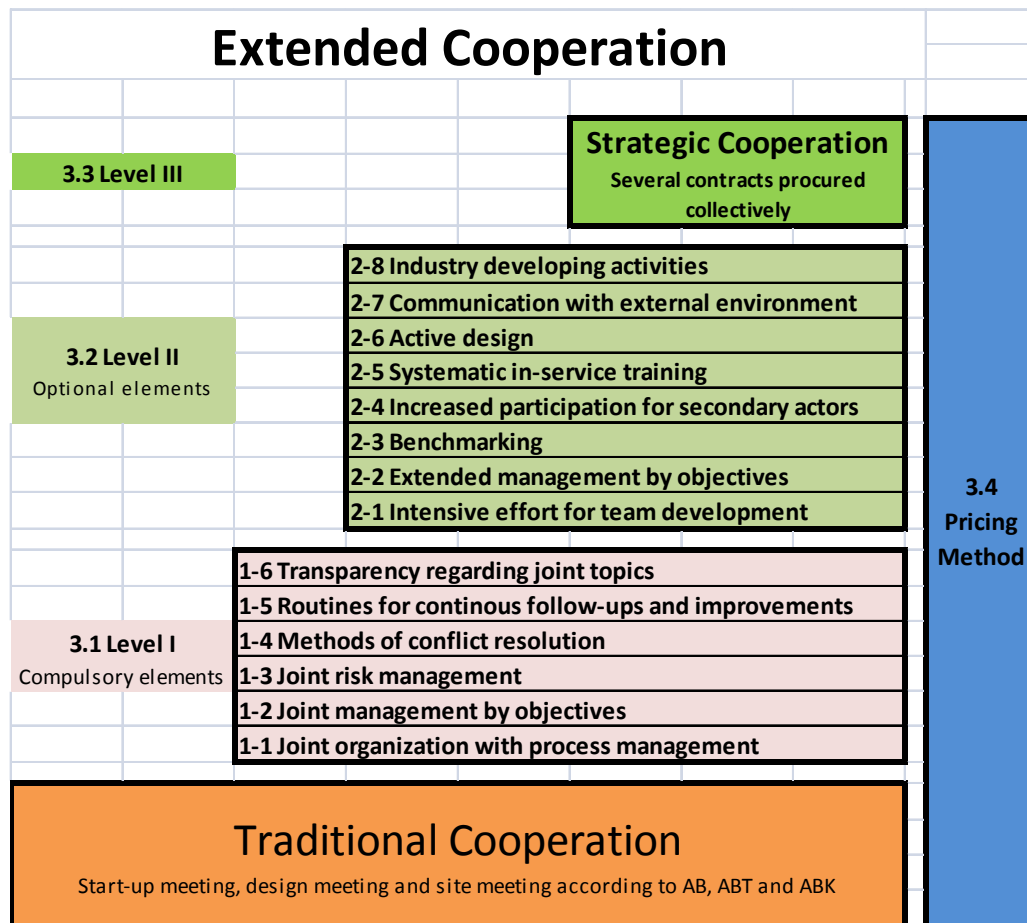 Extended Cooperation
Strategic Cooperation
Several contracts procured
collectively
3.3 Level III
2-8 Industry developing activities
2-7 Communication with external environment
2-6 Active design
3.2 Level II
Optional elements
2-5 Systematic in-service training
2-4 Increased participation for secondary actors
2-3 Benchmarking
2-2 Extended management by objectives
2-1 Intensive effort for team development
3.4
Pricing
Method
1-6 Transparency regarding joint topics
1-5 Routines for continous follow-ups and improvements
1-4 Methods of conflict resolution
3.1 Level I
Compulsory elements
1-3 Joint risk management
1-2 Joint management by objectives
1-1 Joint organization with process management
Traditional Cooperation
Start-up meeting, design meeting and site meeting according to AB, ABT and ABK